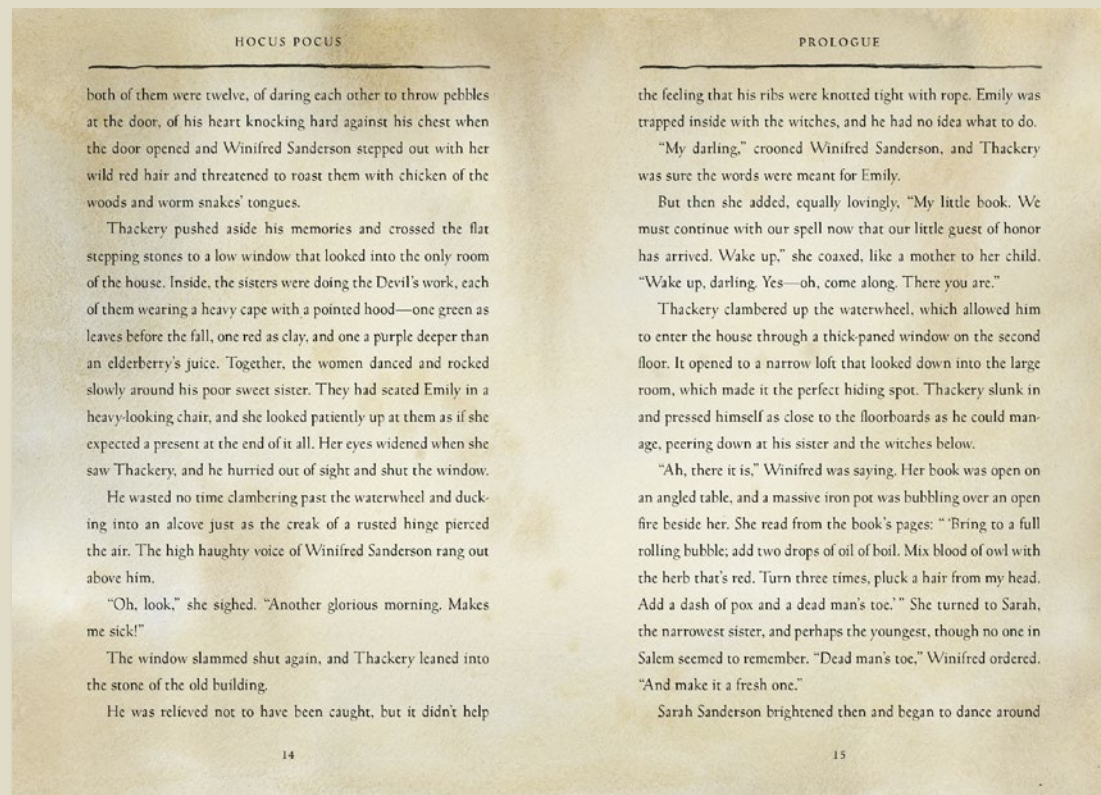 HOCUS POCUS
both of them were twelve, of daring each other to throw pebbles
at the door, of his heart knocking hard against his chest when
the door opened and Winifred Sanderson stepped out with her
wild red hair and threatened to roast them with chicken of the
woods and worm snakes’ tongues.
Thackery pushed aside his memories and crossed the flat
stepping stones to a low window that looked into the only room
of the house. Inside, the sisters were doing the Devil’s work, each
of them wearing a heavy cape with a pointed hood—one green as
leaves before the fall, one red as clay, and one a purple deeper than
an elderberry’s juice. Together, the women danced and rocked
slowly around his poor sweet sister. They had seated Emily in a
heavy-looking chair, and she looked patiently up at them as if she
expected a present at the end of it all. Her eyes widened when she
saw Thackery, and he hurried out of sight and shut the window.
He wasted no time clambering past the waterwheel and duck-
ing into an alcove just as the creak of a rusted hinge pierced
the air. The high haughty voice of Winifred Sanderson rang out
above him.
“Oh, look,” she sighed. “Another glorious morning. Makes
me sick!”
The window slammed shut again, and Thackery leaned into
the stone of the old building.
He was relieved not to have been caught, but it didn’t help
14
PROLOGUE
the feeling that his ribs were knotted tight with rope. Emily was
trapped inside with the witches, and he had no idea what to do.
“My darling,” crooned Winifred Sanderson, and Thackery
was sure the words were meant for Emily.
But then she added, equally lovingly, “My little book. We
must continue with our spell now that our little guest of honor
has arrived. Wake up,” she coaxed, like a mother to her child.
“Wake up, darling. Yes—oh, come along. There you are.”
Thackery clambered up the waterwheel, which allowed him
to enter the house through a thick-paned window on the second
floor. It opened to a narrow loft that looked down into the large
room, which made it the perfect hiding spot. Thackery slunk in
and pressed himself as close to the floorboards as he could man-
age, peering down at his sister and the witches below.
“Ah, there it is,” Winifred was saying. Her book was open on
an angled table, and a massive iron pot was bubbling over an open
fire beside her. She read from the book’s pages: “ ‘Bring to a full
rolling bubble; add two drops of oil of boil. Mix blood of owl with
the herb that’s red. Turn three times, pluck a hair from my head.
Add a dash of pox and a dead man’s toe.’ ” She turned to Sarah,
the narrowest sister, and perhaps the youngest, though no one in
Salem seemed to remember. “Dead man’s toe,” Winifred ordered.
“And make it a fresh one.”
Sarah Sanderson brightened then and began to dance around
15